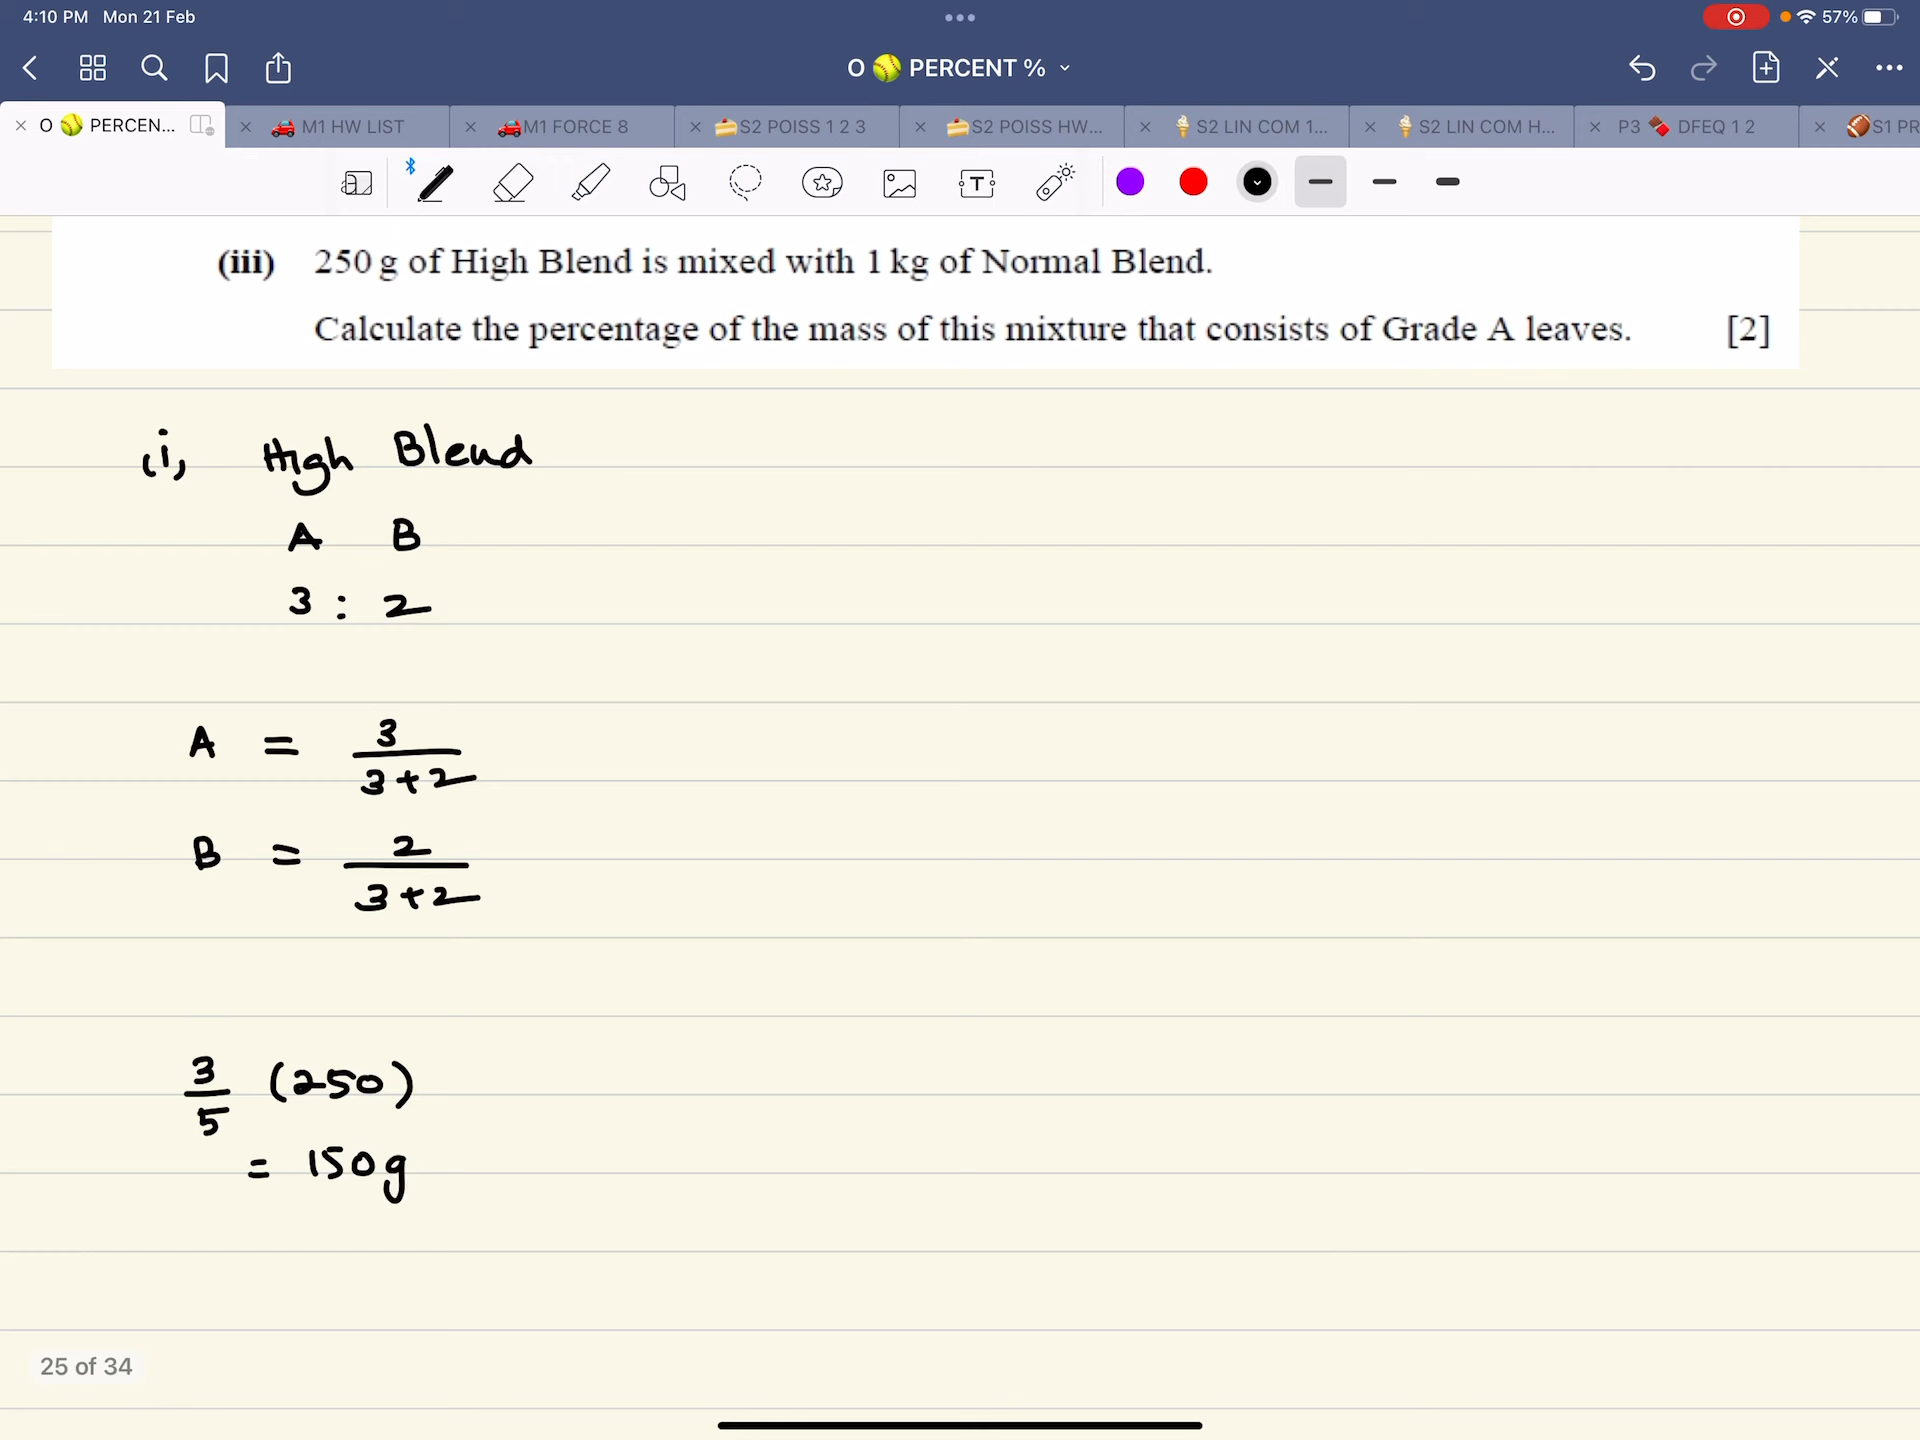 4:10 PM Mon 21 Feb
57%
O 🥎 PERCENT %
O 🥎 PERCEN... 🚗 M1 HW LIST 🚗M1 FORCE 8 🍰S2 POISS 1 2 3 🍰S2 POISS HW... 🍦 S2 LIN COM 1... 🍦 S2 LIN COM H... P3 🍫 DFEQ 1 2 🏈S1 PR
(iii) 250 g of High Blend is mixed with 1 kg of Normal Blend.
Calculate the percentage of the mass of this mixture that consists of Grade A leaves. [2]
(i, High Blend
A B
3 : 2
A = 3/(3+2)
B = 2/(3+2)
3/5 (250)
= 150g
25 of 34